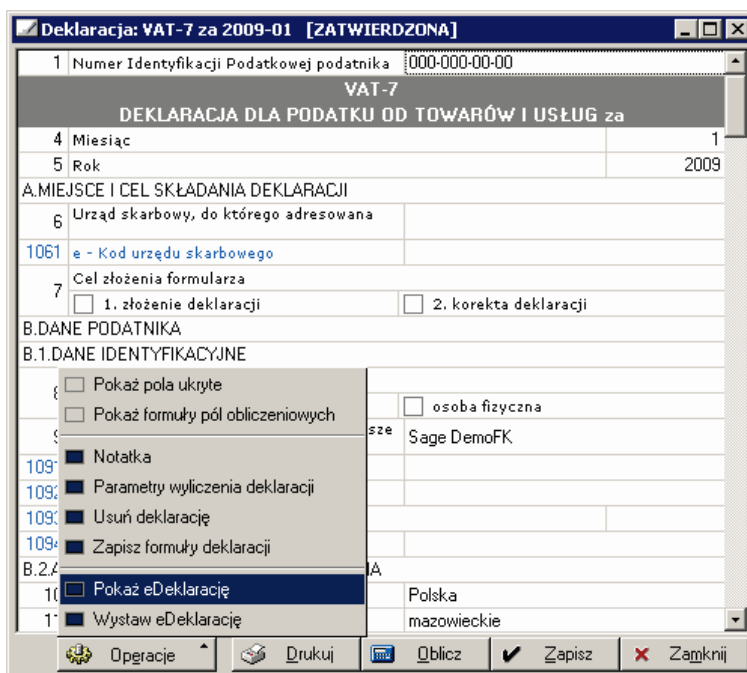 Deklaracja: VAT-7 za 2009-01 [ZATWIERDZONA]
1 Numer Identyfikacji Podatkowej podatnika 000-000-00-00
VAT-7
DEKLARACJA DLA PODATKU OD TOWARÓW I USŁUG za
4 Miesiąc 1
5 Rok 2009
A.MIEJSCE I CEL SKŁADANIA DEKLARACJI
6 Urząd skarbowy, do którego adresowana
1061 e - Kod urzędu skarbowego
7 Cel złożenia formularza
1. złożenie deklaracji 2. korekta deklaracji
B.DANE PODATNIKA
B.1.DANE IDENTYFIKACYJNE
Pokaż pola ukryte
osoba fizyczna
Pokaż formuły pól obliczeniowych
Sage DemoFK
Notatka
Parametry wyliczenia deklaracji
Usuń deklarację
Zapisz formuły deklaracji
Pokaż eDeklarację
Polska
Wystaw eDeklarację
mazowieckie
Operacje Drukuj Oblicz Zapisz Zamknij